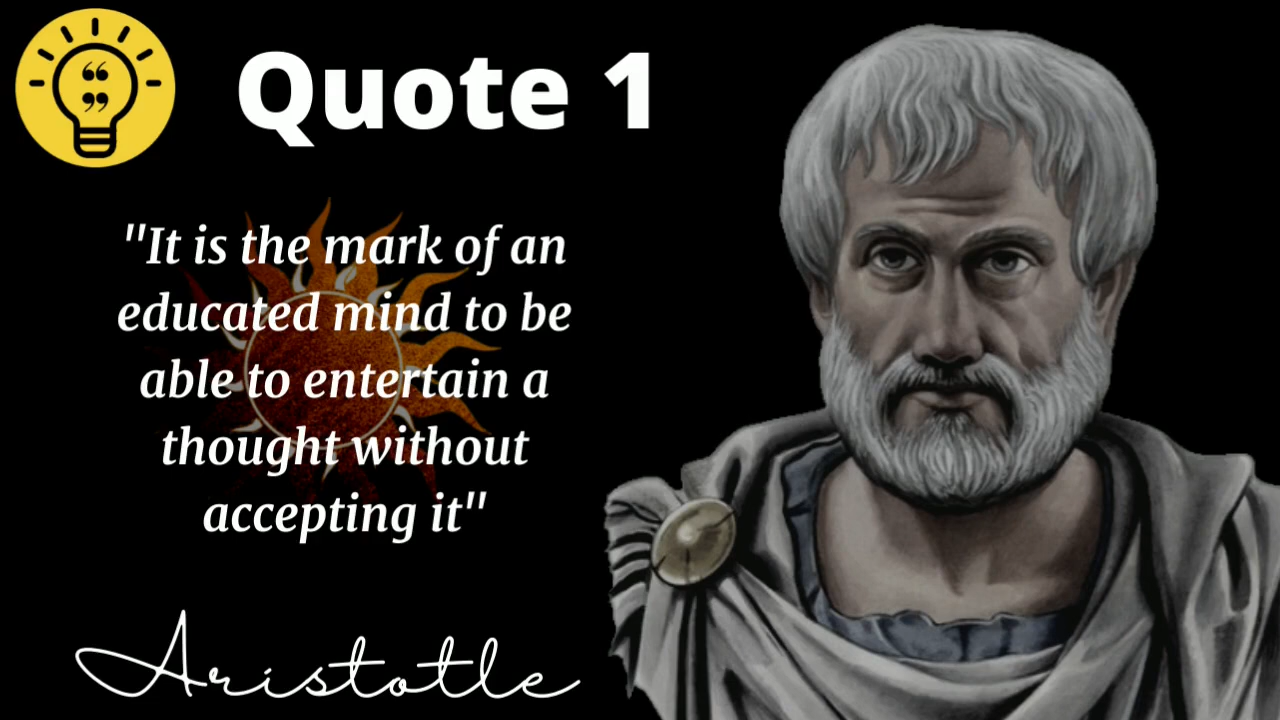 Quote 1
"It is the mark of an
educated mind to be
able to entertain a
thought without
accepting it"
Aristotle